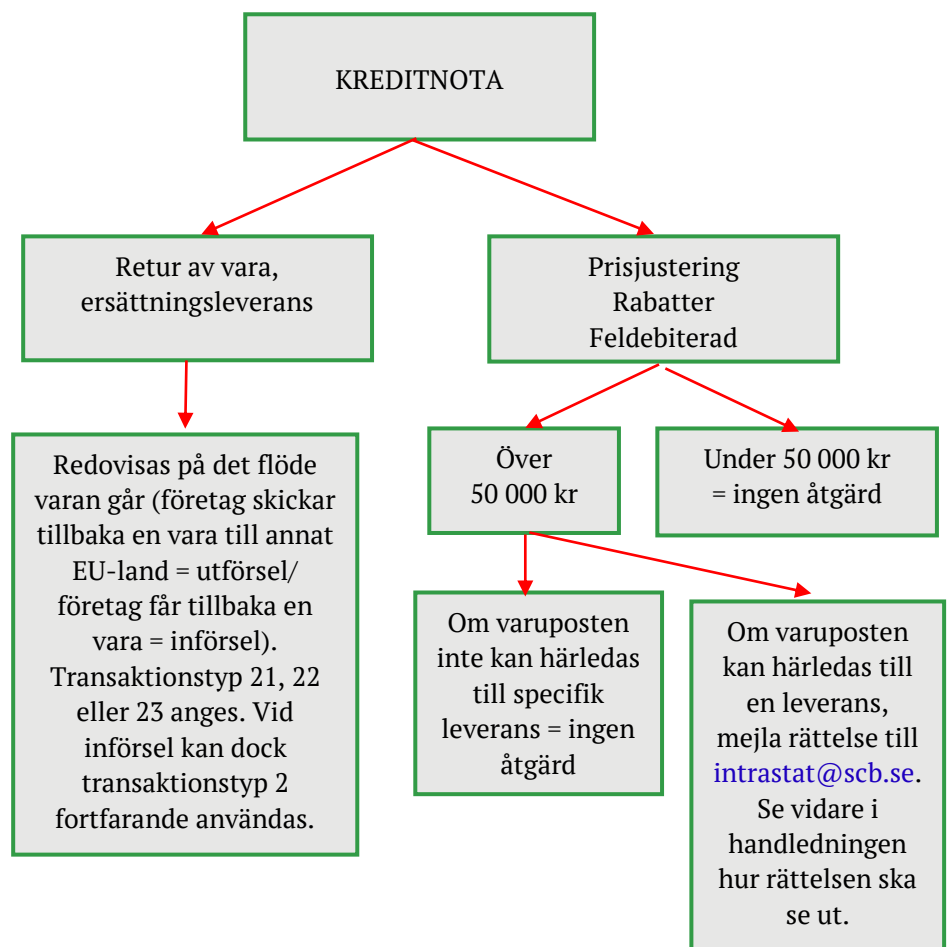 KREDITNOTA
Retur av vara,
ersättningsleverans
Prisjustering
Rabatter
Feldebiterad
Redovisas på det flöde
varan går (företag skickar
tillbaka en vara till annat
EU-land = utförsel/
företag får tillbaka en
vara = införsel).
Transaktionstyp 21, 22
eller 23 anges. Vid
införsel kan dock
transaktionstyp 2
fortfarande användas.
Över
50 000 kr
Under 50 000 kr
= ingen åtgärd
Om varuposten
inte kan härledas
till specifik
leverans = ingen
åtgärd
Om varuposten
kan härledas till
en leverans,
mejla rättelse till
intrastat@scb.se.
Se vidare i
handledningen
hur rättelsen ska
se ut.